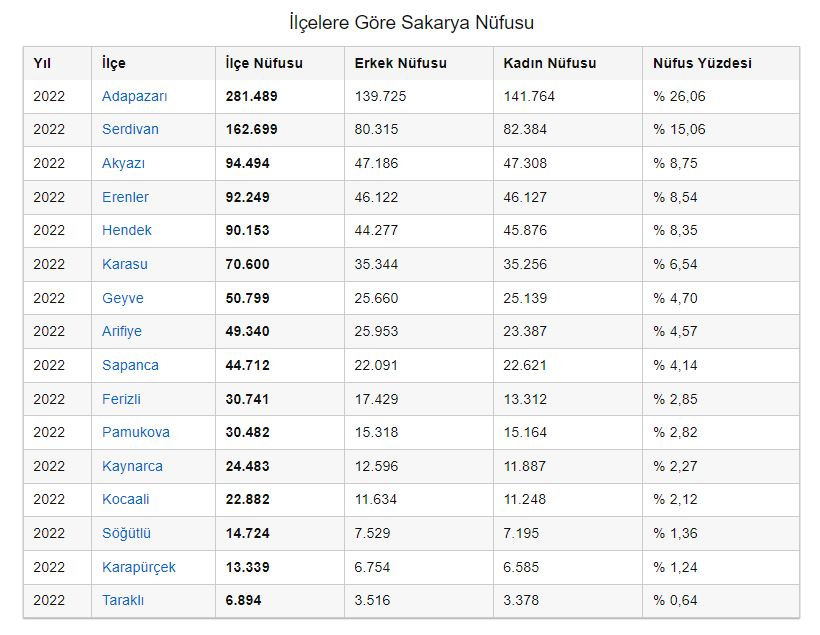 İlçelere Göre Sakarya Nüfusu
Yıl İlçe İlçe Nüfusu Erkek Nüfusu Kadın Nüfusu Nüfus Yüzdesi
2022 Adapazarı 281.489 139.725 141.764 % 26,06
2022 Serdivan 162.699 80.315 82.384 % 15,06
2022 Akyazı 94.494 47.186 47.308 % 8,75
2022 Erenler 92.249 46.122 46.127 % 8,54
2022 Hendek 90.153 44.277 45.876 % 8,35
2022 Karasu 70.600 35.344 35.256 % 6,54
2022 Geyve 50.799 25.660 25.139 % 4,70
2022 Arifiye 49.340 25.953 23.387 % 4,57
2022 Sapanca 44.712 22.091 22.621 % 4,14
2022 Ferizli 30.741 17.429 13.312 % 2,85
2022 Pamukova 30.482 15.318 15.164 % 2,82
2022 Kaynarca 24.483 12.596 11.887 % 2,27
2022 Kocaali 22.882 11.634 11.248 % 2,12
2022 Söğütlü 14.724 7.529 7.195 % 1,36
2022 Karapürçek 13.339 6.754 6.585 % 1,24
2022 Taraklı 6.894 3.516 3.378 % 0,64